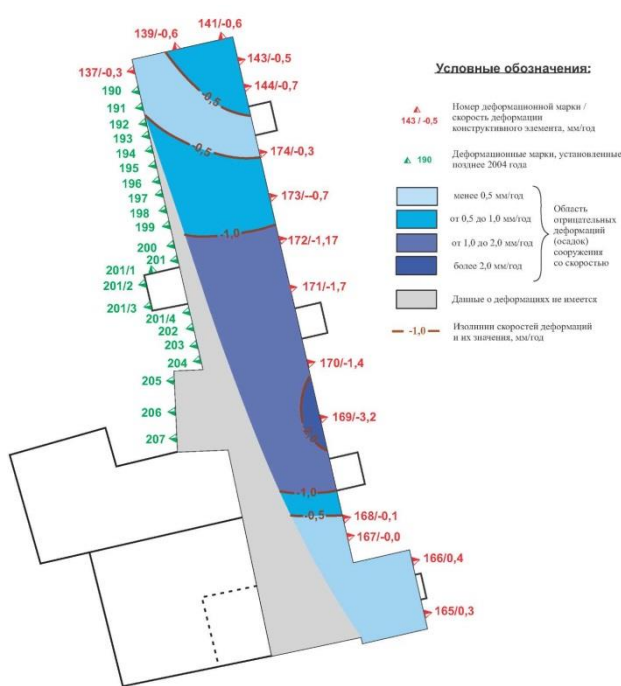 141/-0,6
139/-0,6
143/-0,5
137/-0,3
144/-0,7
190
-0,5
191
192
193
-0,5
194
174/-0,3
195
196
197
173/--0,7
198
199
-1,0
172/-1,17
200
201
201/1
201/2
171/-1,7
201/3
201/4
202
203
204
170/-1,4
205
206
169/-3,2
207
-1,0
-0,5
168/-0,1
167/-0,0
166/0,4
165/0,3
Условные обозначения:
143 / -0,5
Номер деформационной марки /
скорость деформации
конструктивного элемента, мм/год
190
Деформационные марки, установленные
позднее 2004 года
менее 0,5 мм/год
от 0,5 до 1,0 мм/год
от 1,0 до 2,0 мм/год
более 2,0 мм/год
Область
отрицательных
деформаций
(осадок)
сооружения
со скоростью
Данные о деформациях не имеется
-1,0
Изолинии скоростей деформаций
и их значения, мм/год